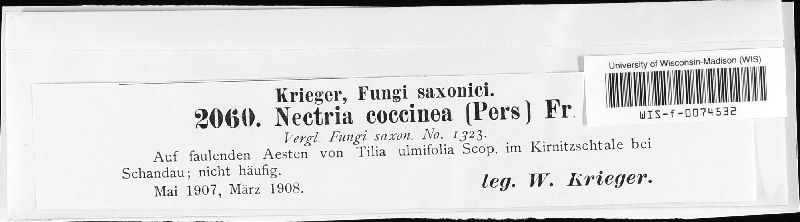 Krieger, Fungi saxonici.
2060. Nectria coccinea (Pers) Fr
Vergl. Fungi saxon. No. 1323.
Auf faulenden Aesten von Tilia ulmifolia Scop. im Kirnitzschtale bei
Schandau; nicht häufig.
Mai 1907, März 1908.
leg. W. Krieger.
University of Wisconsin-Madison (WIS)
WIS-f-0074532